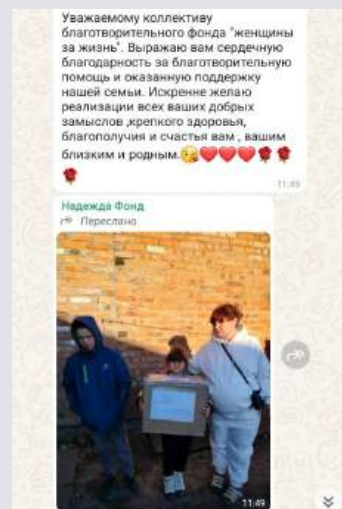 Уважаемому коллективу
благотворительного фонда "женщины
за жизнь". Выражаю вам сердечную
благодарность за благотворительную
помощь и оказанную поддержку
нашей семьи. Искренне желаю
реализации всех ваших добрых
замыслов ,крепкого здоровья,
благополучия и счастья вам , вашим
близким и родным.😘❤❤❤🌹🌹
🌹
11:49
Надежда Фонд
Переслано
11:49